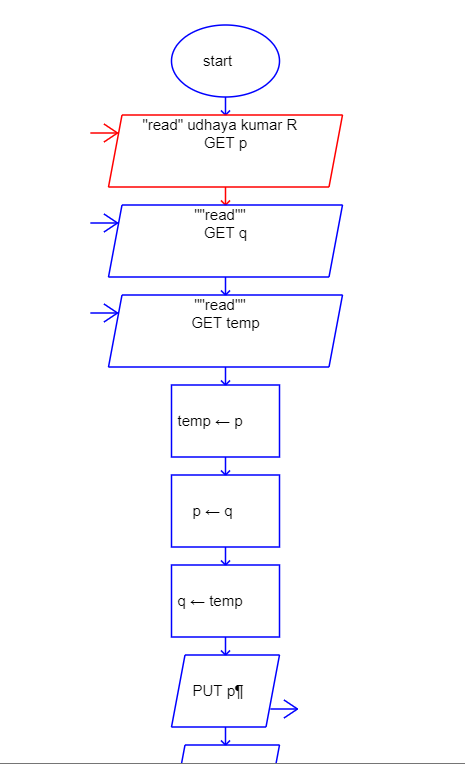 start
"read" udhaya kumar R
GET p
""read""
GET q
""read""
GET temp
temp ← p
p ← q
q ← temp
PUT p¶